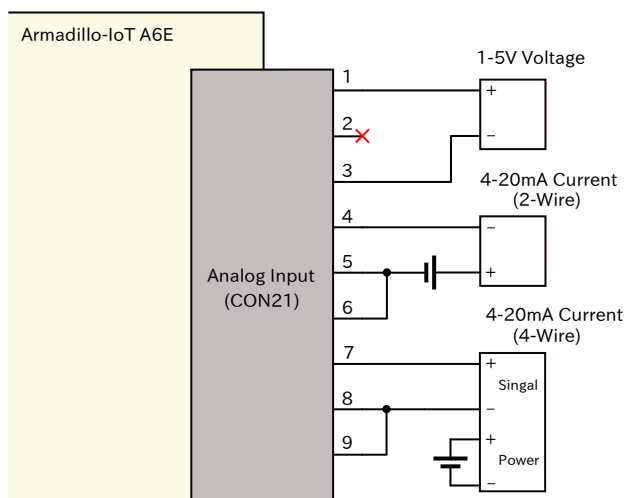 Armadillo-IoT A6E
Analog Input
(CON21)
1
2
3
4
5
6
7
8
9
1-5V Voltage
+
−
4-20mA Current
(2-Wire)
−
+
4-20mA Current
(4-Wire)
+
Singal
−
+
Power
−